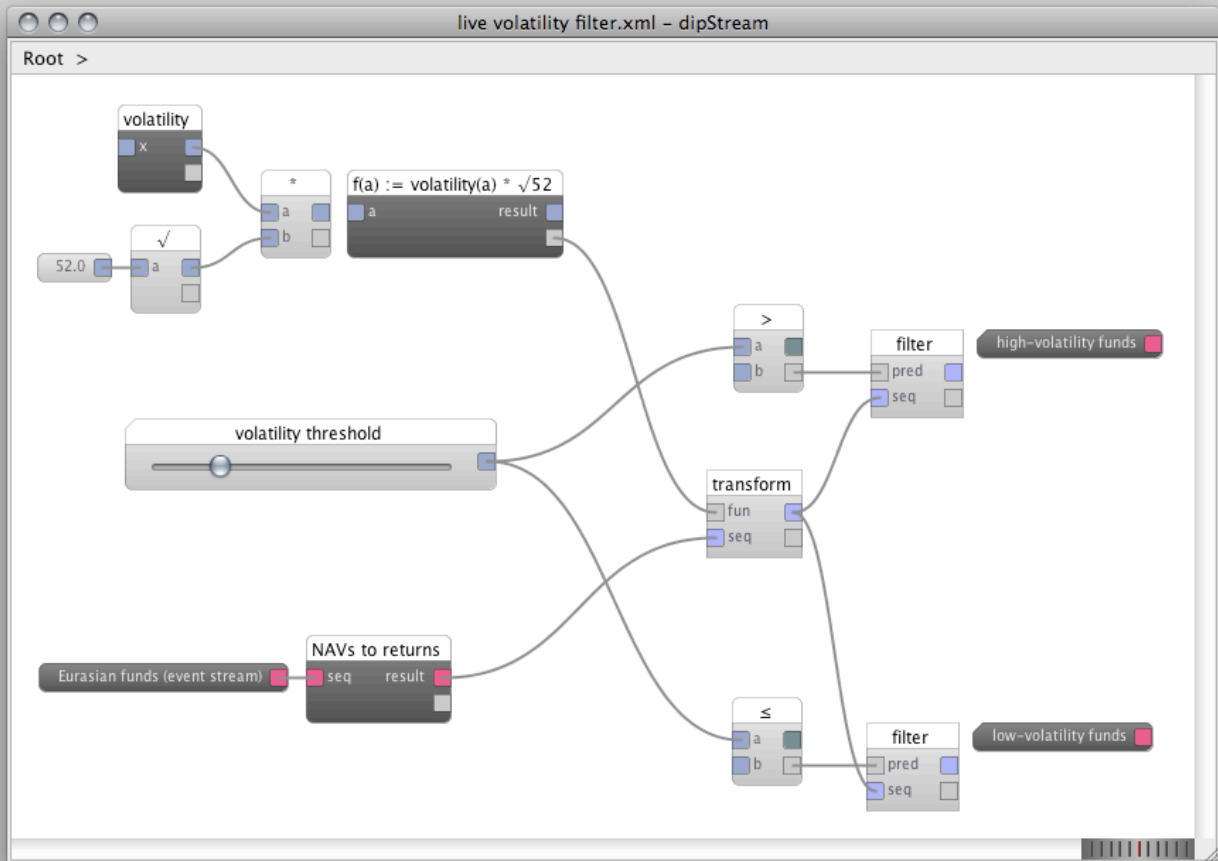 live volatility filter.xml – dipStream
Root >
volatility
x
*
a
b
f(a) := volatility(a) * √52
a result
√
52.0 a
>
a
b
filter
pred
seq
high-volatility funds
volatility threshold
transform
fun
seq
NAVs to returns
Eurasian funds (event stream)
seq result
≤
a
b
filter
pred
seq
low-volatility funds